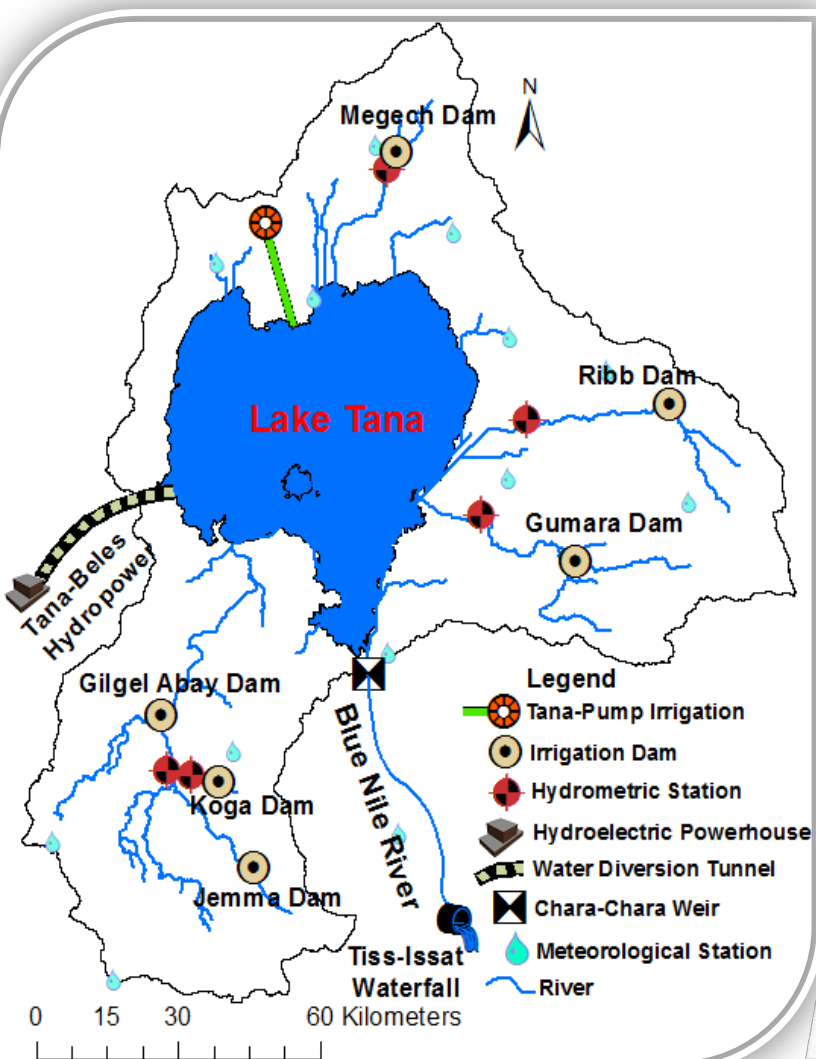 N
Megech Dam
Ribb Dam
Lake Tana
Gumara Dam
Tana-Beles
Hydropower
Gilgel Abay Dam
Koga Dam
Jemma Dam
Blue Nile River
Tiss-Issat
Waterfall
Legend
Tana-Pump Irrigation
Irrigation Dam
Hydrometric Station
Hydroelectric Powerhouse
Water Diversion Tunnel
Chara-Chara Weir
Meteorological Station
River
0 15 30 60 Kilometers